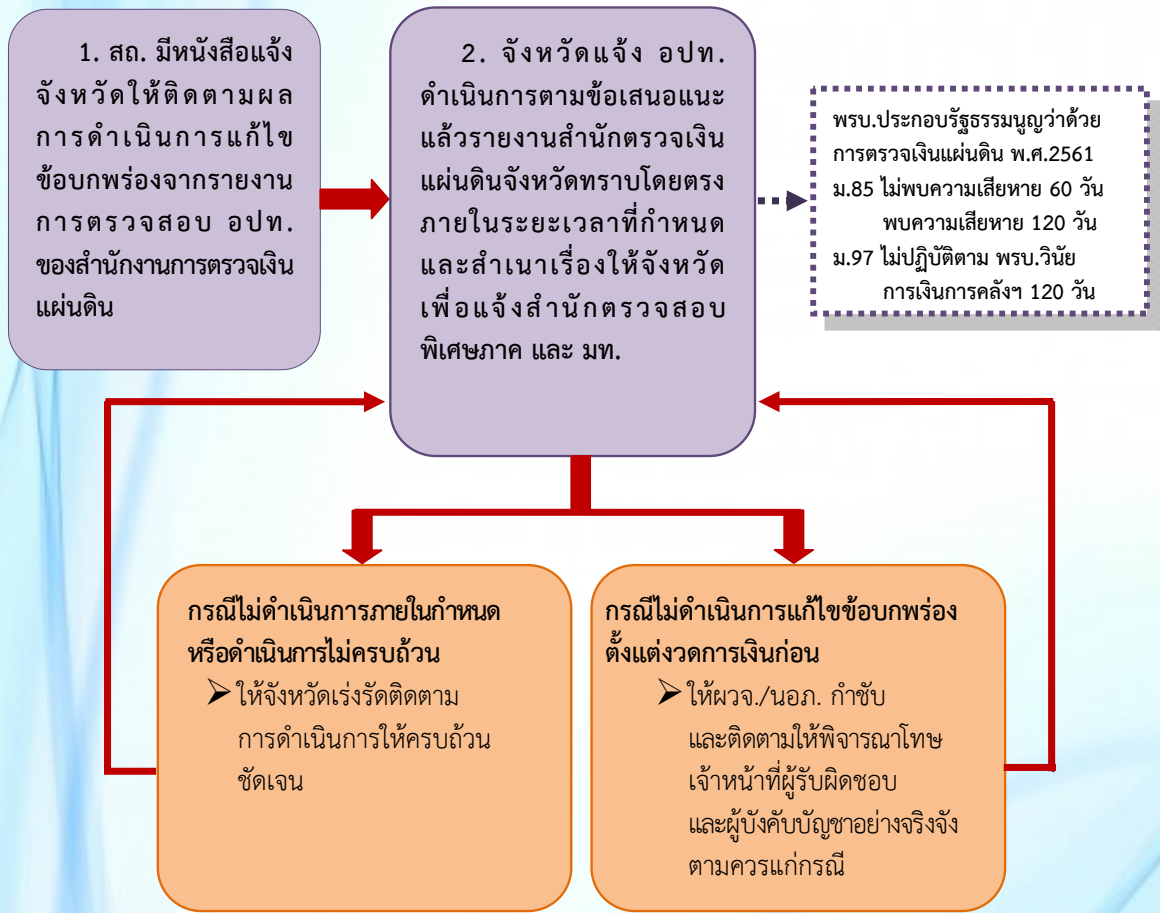 1. สถ. มีหนังสือแจ้ง
จังหวัดให้ติดตามผล
การดำเนินการแก้ไข
ข้อบกพร่องจากรายงาน
การตรวจสอบ อปท.
ของสำนักงานการตรวจเงิน
แผ่นดิน
2. จังหวัดแจ้ง อปท.
ดำเนินการตามข้อเสนอแนะ
แล้วรายงานสำนักตรวจเงิน
แผ่นดินจังหวัดทราบโดยตรง
ภายในระยะเวลาที่กำหนด
และสำเนาเรื่องให้จังหวัด
เพื่อแจ้งสำนักตรวจสอบ
พิเศษภาค และ มท.
พรบ.ประกอบรัฐธรรมนูญว่าด้วย
การตรวจเงินแผ่นดิน พ.ศ.2561
ม.85 ไม่พบความเสียหาย 60 วัน
พบความเสียหาย 120 วัน
ม.97 ไม่ปฏิบัติตาม พรบ.วินัย
การเงินการคลังฯ 120 วัน
กรณีไม่ดำเนินการภายในกำหนด
หรือดำเนินการไม่ครบถ้วน
➢ ให้จังหวัดเร่งรัดติดตาม
การดำเนินการให้ครบถ้วน
ชัดเจน
กรณีไม่ดำเนินการแก้ไขข้อบกพร่อง
ตั้งแต่งวดการเงินก่อน
➢ ให้ผวจ./นอภ. กำชับ
และติดตามให้พิจารณาโทษ
เจ้าหน้าที่ผู้รับผิดชอบ
และผู้บังคับบัญชาอย่างจริงจัง
ตามควรแก่กรณี